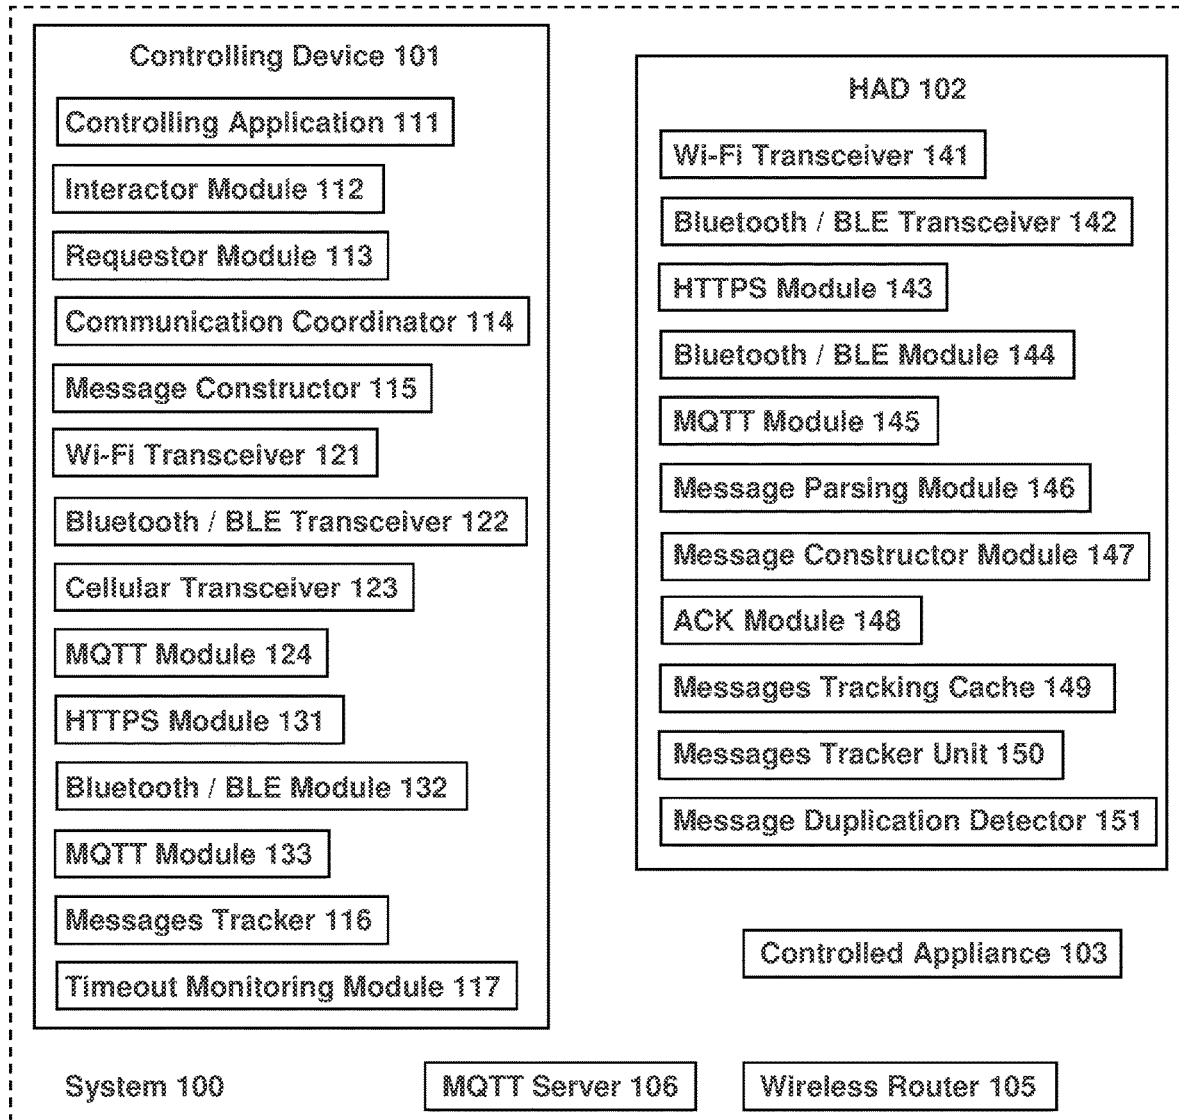 Controlling Device 101
Controlling Application 111
Interactor Module 112
Requestor Module 113
Communication Coordinator 114
Message Constructor 115
Wi-Fi Transceiver 121
Bluetooth / BLE Transceiver 122
Cellular Transceiver 123
MQTT Module 124
HTTPS Module 131
Bluetooth / BLE Module 132
MQTT Module 133
Messages Tracker 116
Timeout Monitoring Module 117
HAD 102
Wi-Fi Transceiver 141
Bluetooth / BLE Transceiver 142
HTTPS Module 143
Bluetooth / BLE Module 144
MQTT Module 145
Message Parsing Module 146
Message Constructor Module 147
ACK Module 148
Messages Tracking Cache 149
Messages Tracker Unit 150
Message Duplication Detector 151
Controlled Appliance 103
System 100
MQTT Server 106
Wireless Router 105